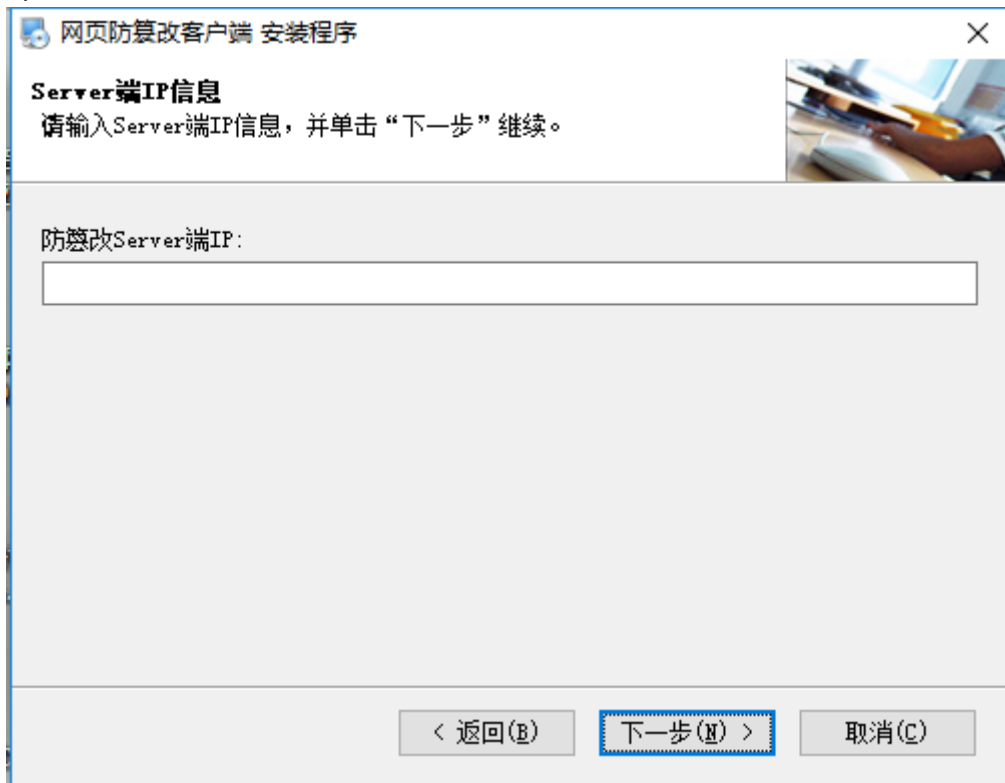 网页防篡改客户端 安装程序
Server端IP信息
请输入Server端IP信息，并单击“下一步”继续。
防篡改Server端IP:
< 返回(B)
下一步(N) >
取消(C)